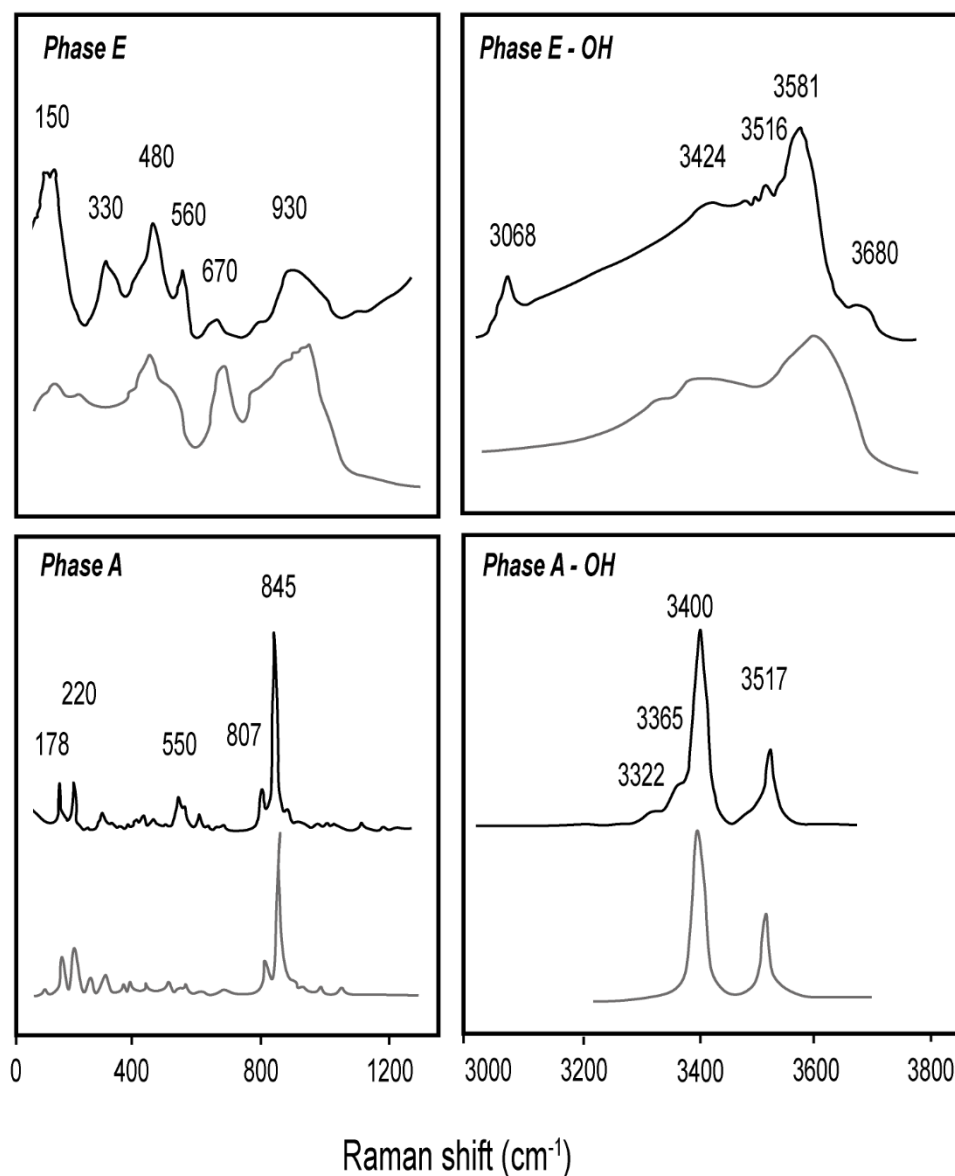 Phase E
150
330
480
560
670
930
Phase E - OH
3068
3424
3516
3581
3680
Phase A
178
220
550
807
845
Phase A - OH
3322
3365
3400
3517
0 400 800 1200
3000 3200 3400 3600 3800
Raman shift (cm⁻¹)